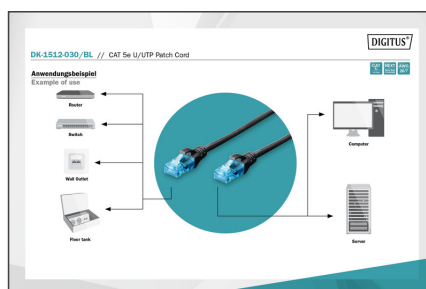 DIGITUS®
DK-1512-030/BL // CAT 5e U/UTP Patch Cord
Anwendungsbeispiel
Example of use
Router
Switch
Wall Outlet
Floor tank
Computer
Server